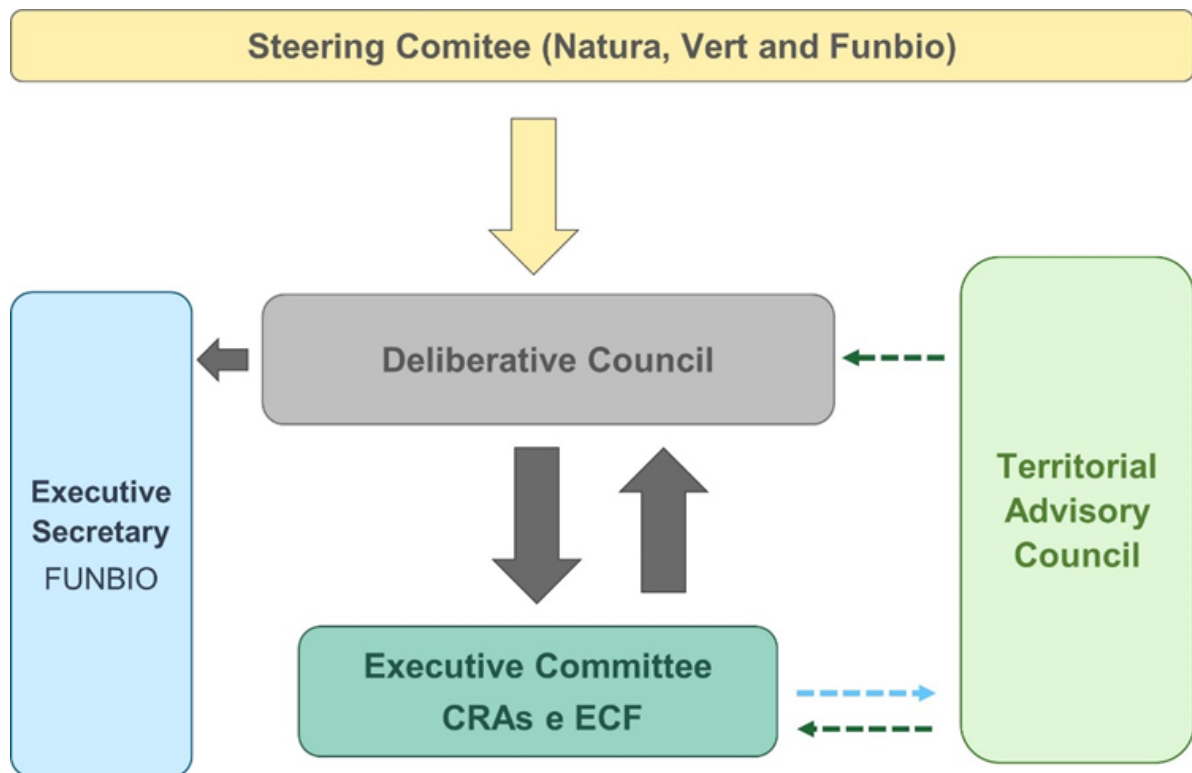 Steering Comitee (Natura, Vert and Funbio)
Deliberative Council
Executive
Secretary
FUNBIO
Territorial
Advisory
Council
Executive Committee
CRAs e ECF